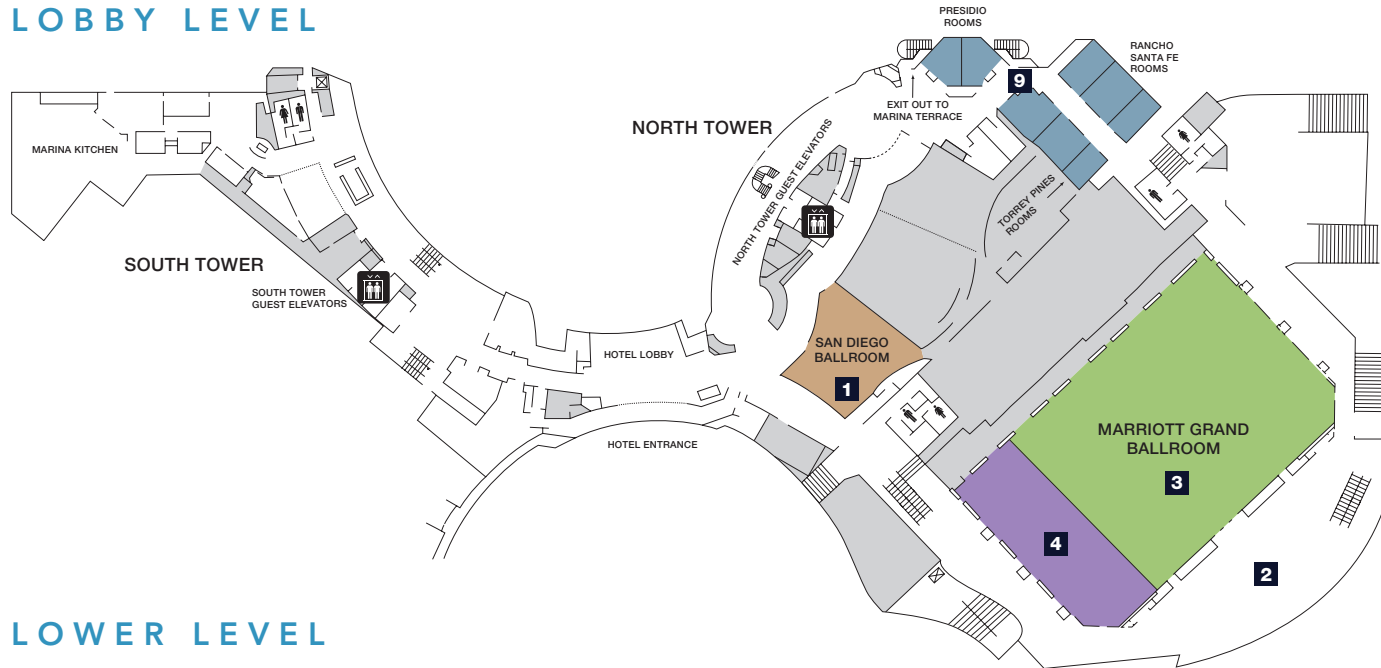 LOBBY LEVEL
PRESIDIO
ROOMS
RANCHO
SANTA FE
ROOMS
9
EXIT OUT TO
MARINA TERRACE
NORTH TOWER
MARINA KITCHEN
NORTH TOWER GUEST ELEVATORS
TORREY PINES
ROOMS
SOUTH TOWER
SOUTH TOWER
GUEST ELEVATORS
HOTEL LOBBY
SAN DIEGO
BALLROOM
1
HOTEL ENTRANCE
MARRIOTT GRAND
BALLROOM
3
4
2
LOWER LEVEL